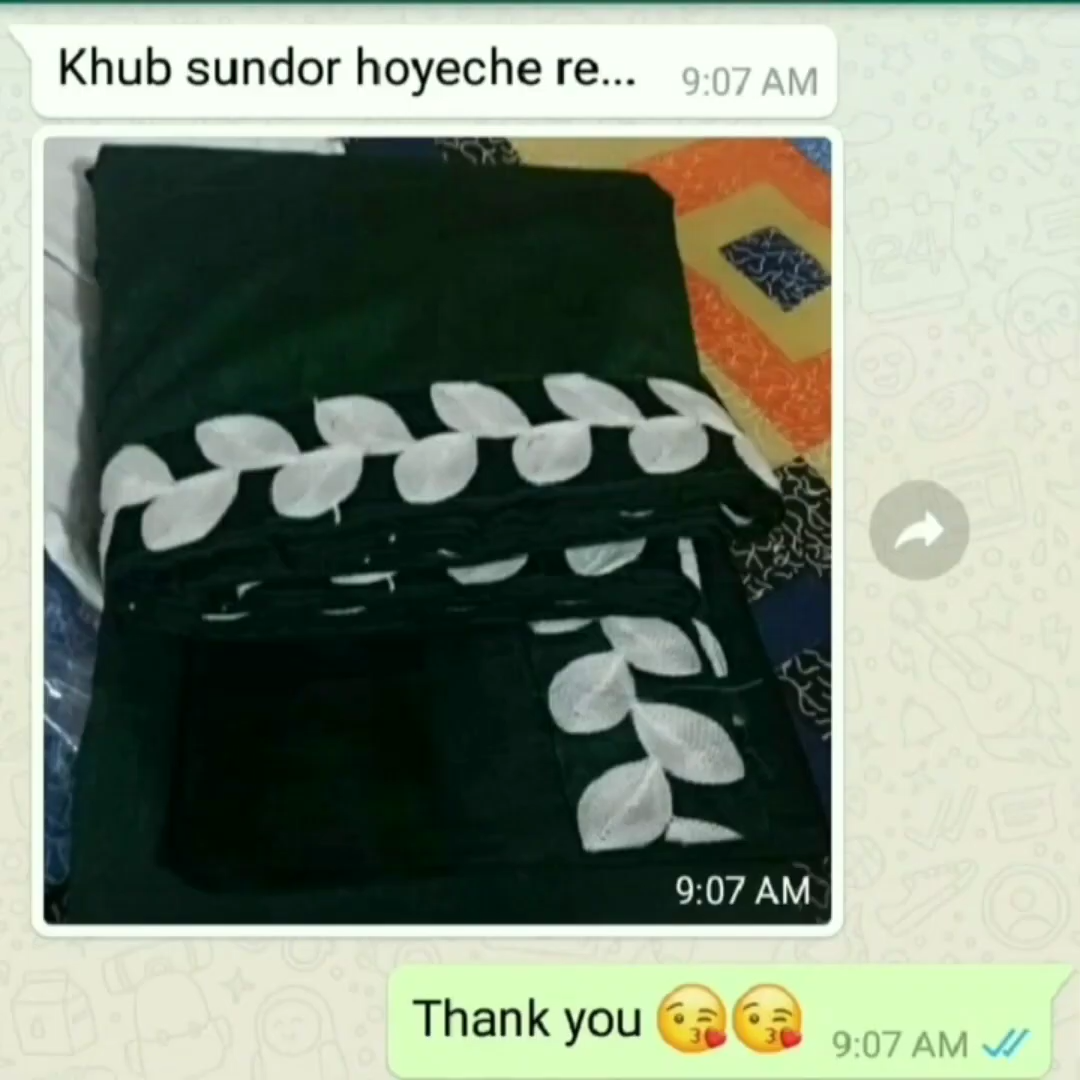 Khub sundor hoyeche re... 9:07 AM
9:07 AM
Thank you 😘😘 9:07 AM